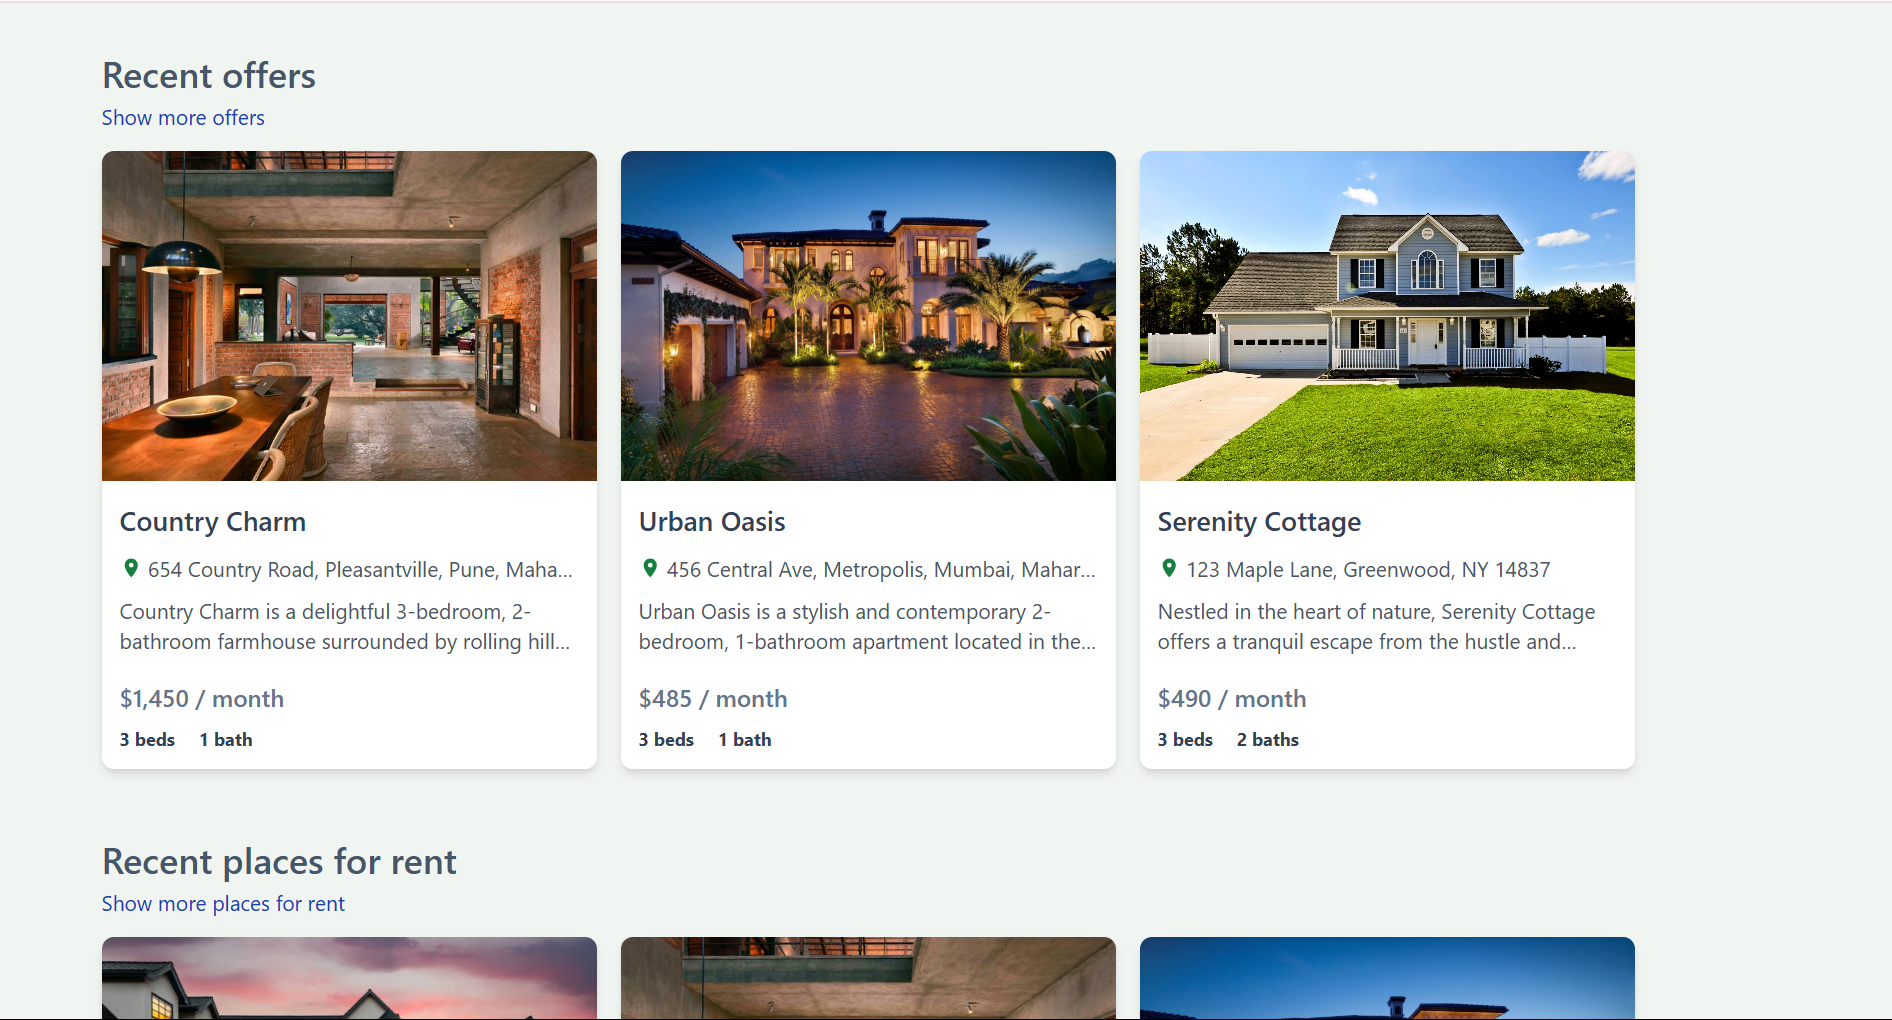 Recent offers
Show more offers
Country Charm
654 Country Road, Pleasantville, Pune, Maha...
Country Charm is a delightful 3-bedroom, 2-
bathroom farmhouse surrounded by rolling hill...
$1,450 / month
3 beds 1 bath
Urban Oasis
456 Central Ave, Metropolis, Mumbai, Mahar...
Urban Oasis is a stylish and contemporary 2-
bedroom, 1-bathroom apartment located in the...
$485 / month
3 beds 1 bath
Serenity Cottage
123 Maple Lane, Greenwood, NY 14837
Nestled in the heart of nature, Serenity Cottage
offers a tranquil escape from the hustle and...
$490 / month
3 beds 2 baths
Recent places for rent
Show more places for rent